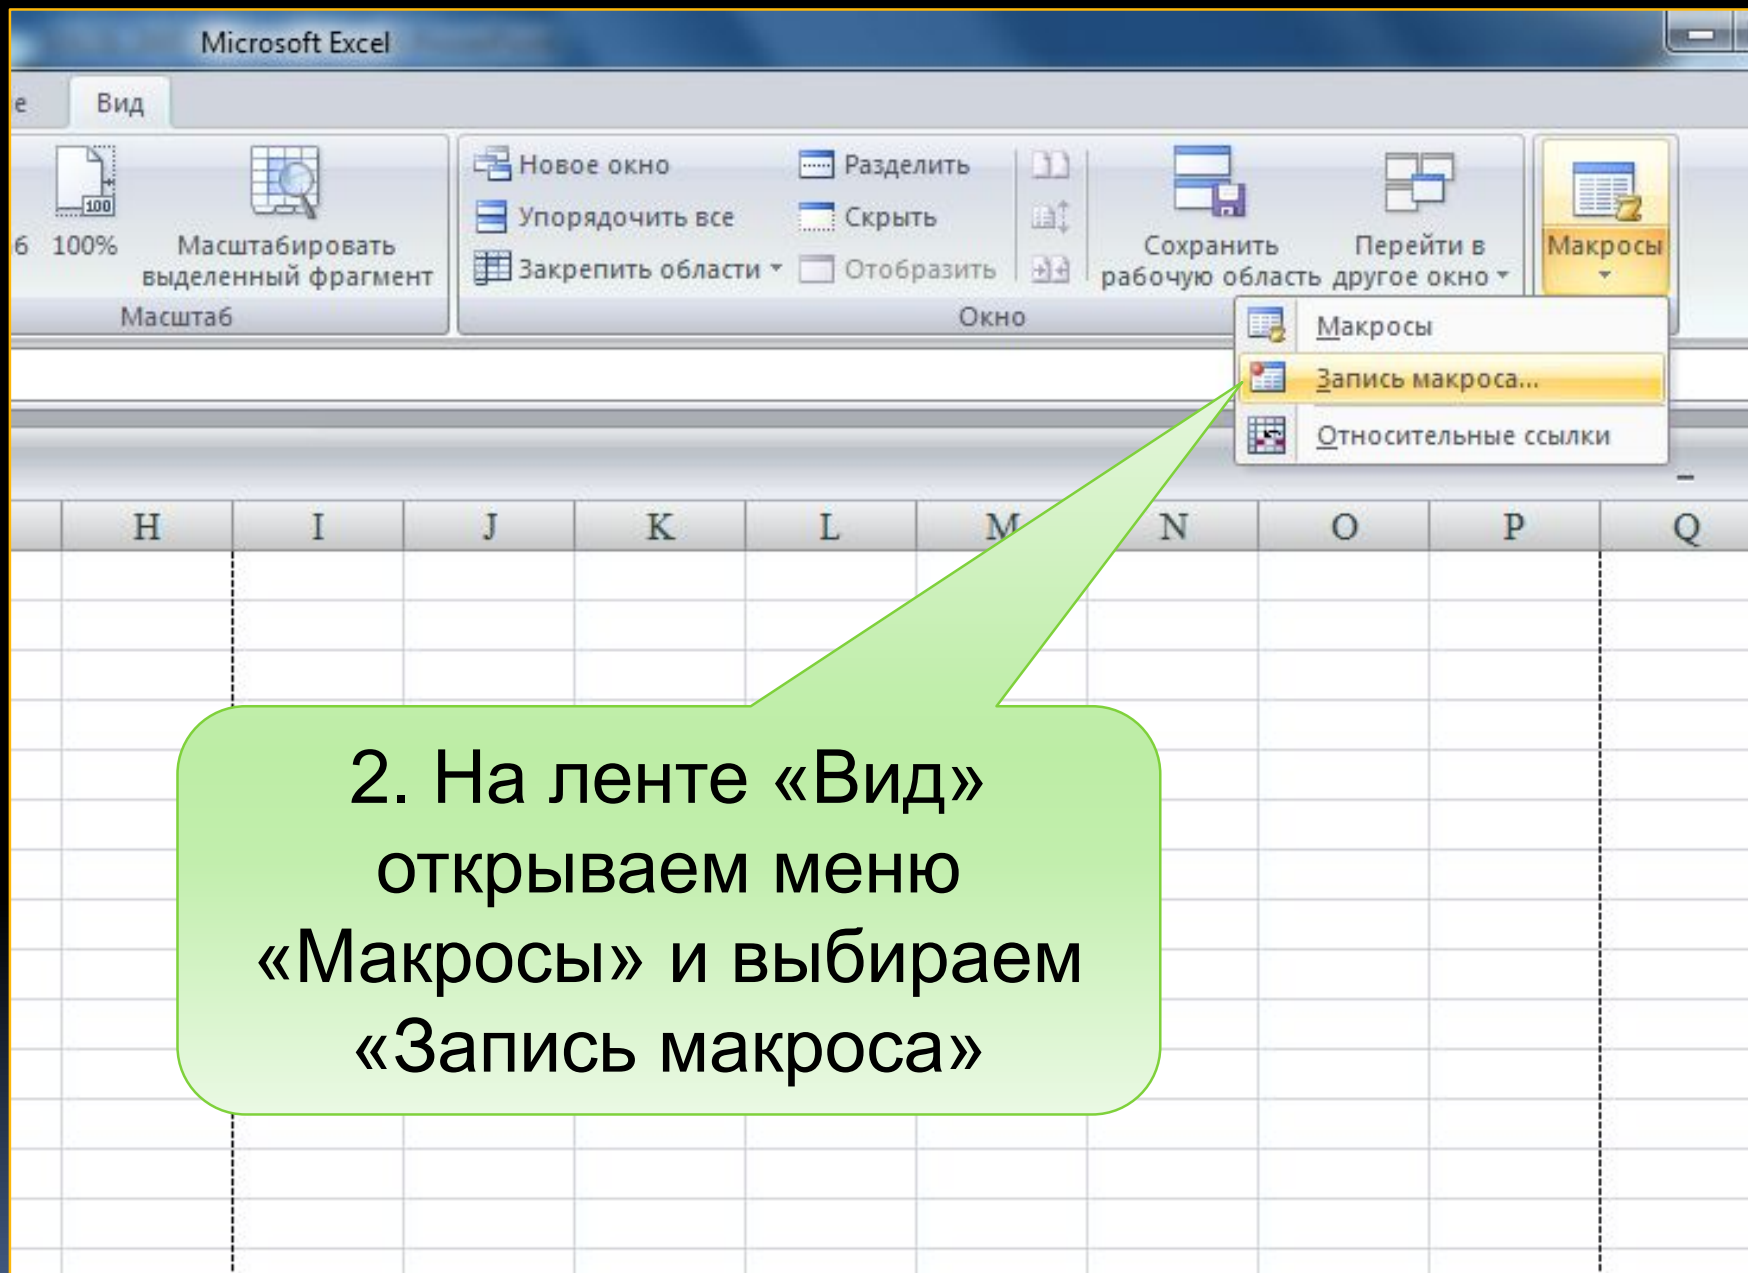 Microsoft Excel
е Вид
100
б 100%
Масштабировать
выделенный фрагмент
Масштаб
Новое окно
Упорядочить все
Закрепить области
Разделить
Скрыть
Отобразить
Сохранить
рабочую область
Перейти в
другое окно
Окно
Макросы
Макросы
Запись макроса...
Относительные ссылки
H I J K L M N O P Q
2. На ленте «Вид»
открываем меню
«Макросы» и выбираем
«Запись макроса»